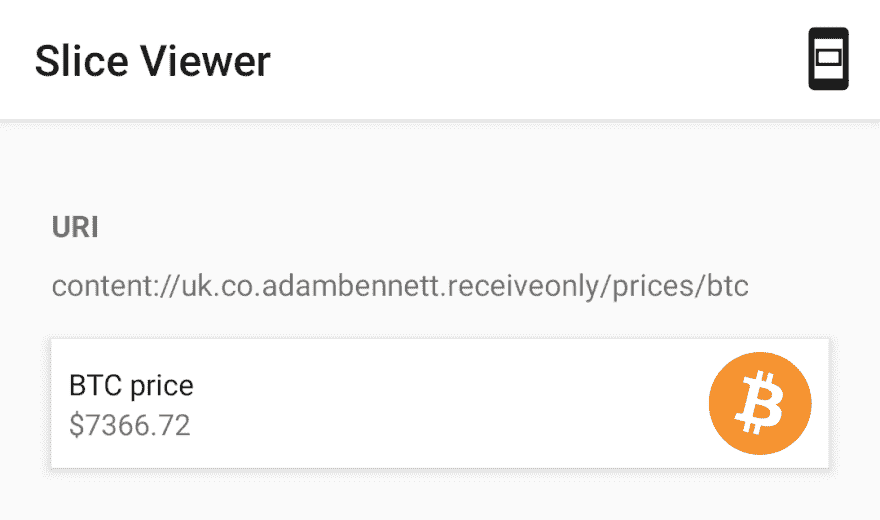 Slice Viewer
URI
content://uk.co.adambennett.receiveonly/prices/btc
BTC price
$7366.72